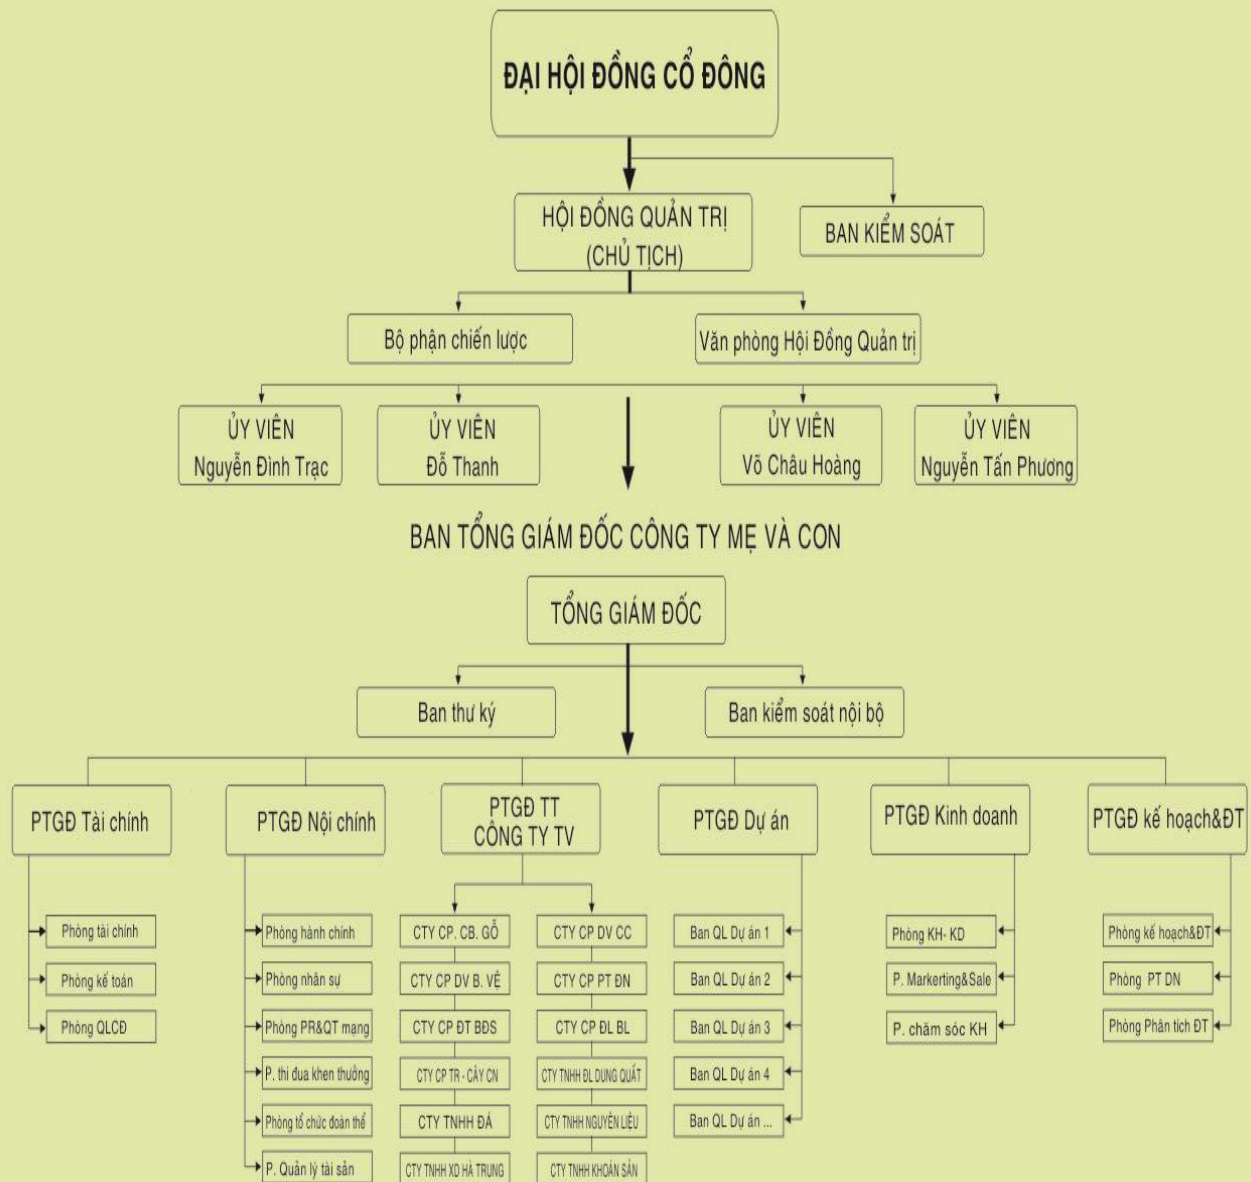 ĐẠI HỘI ĐỒNG CỔ ĐÔNG
HỘI ĐỒNG QUẢN TRỊ
(CHỦ TỊCH)
BAN KIỂM SOÁT
Bộ phận chiến lược
Văn phòng Hội Đồng Quản trị
ỦY VIÊN
Nguyễn Đình Trạc
ỦY VIÊN
Đỗ Thanh
ỦY VIÊN
Võ Châu Hoàng
ỦY VIÊN
Nguyễn Tấn Phương
BAN TỔNG GIÁM ĐỐC CÔNG TY MẸ VÀ CON
TỔNG GIÁM ĐỐC
Ban thư ký
Ban kiểm soát nội bộ
PTGĐ Tài chính
PTGĐ Nội chính
PTGĐ TT
CÔNG TY TV
PTGĐ Dự án
PTGĐ Kinh doanh
PTGĐ kế hoạch&ĐT
Phòng tài chính
Phòng kế toán
Phòng QLCĐ
Phòng hành chính
Phòng nhân sự
Phòng PR&QT mạng
P. thi đua khen thưởng
Phòng tổ chức đoàn thể
P. Quản lý tài sản
CTY CP. CB. GỖ
CTY CP DV B. VỆ
CTY CP ĐT BĐS
CTY CP TR - CÂY CN
CTY TNHH ĐÁ
CTY TNHH XD HÀ TRUNG
CTY CP DV CC
CTY CP PT ĐN
CTY CP ĐL BL
CTY TNHH ĐL DUNG QUẤT
CTY TNHH NGUYÊN LIỆU
CTY TNHH KHOÁN SẢN
Ban QL Dự án 1
Ban QL Dự án 2
Ban QL Dự án 3
Ban QL Dự án 4
Ban QL Dự án ...
Phòng KH- KD
P. Markerting&Sale
P. chăm sóc KH
Phòng kế hoạch&ĐT
Phòng PT DN
Phòng Phân tích ĐT